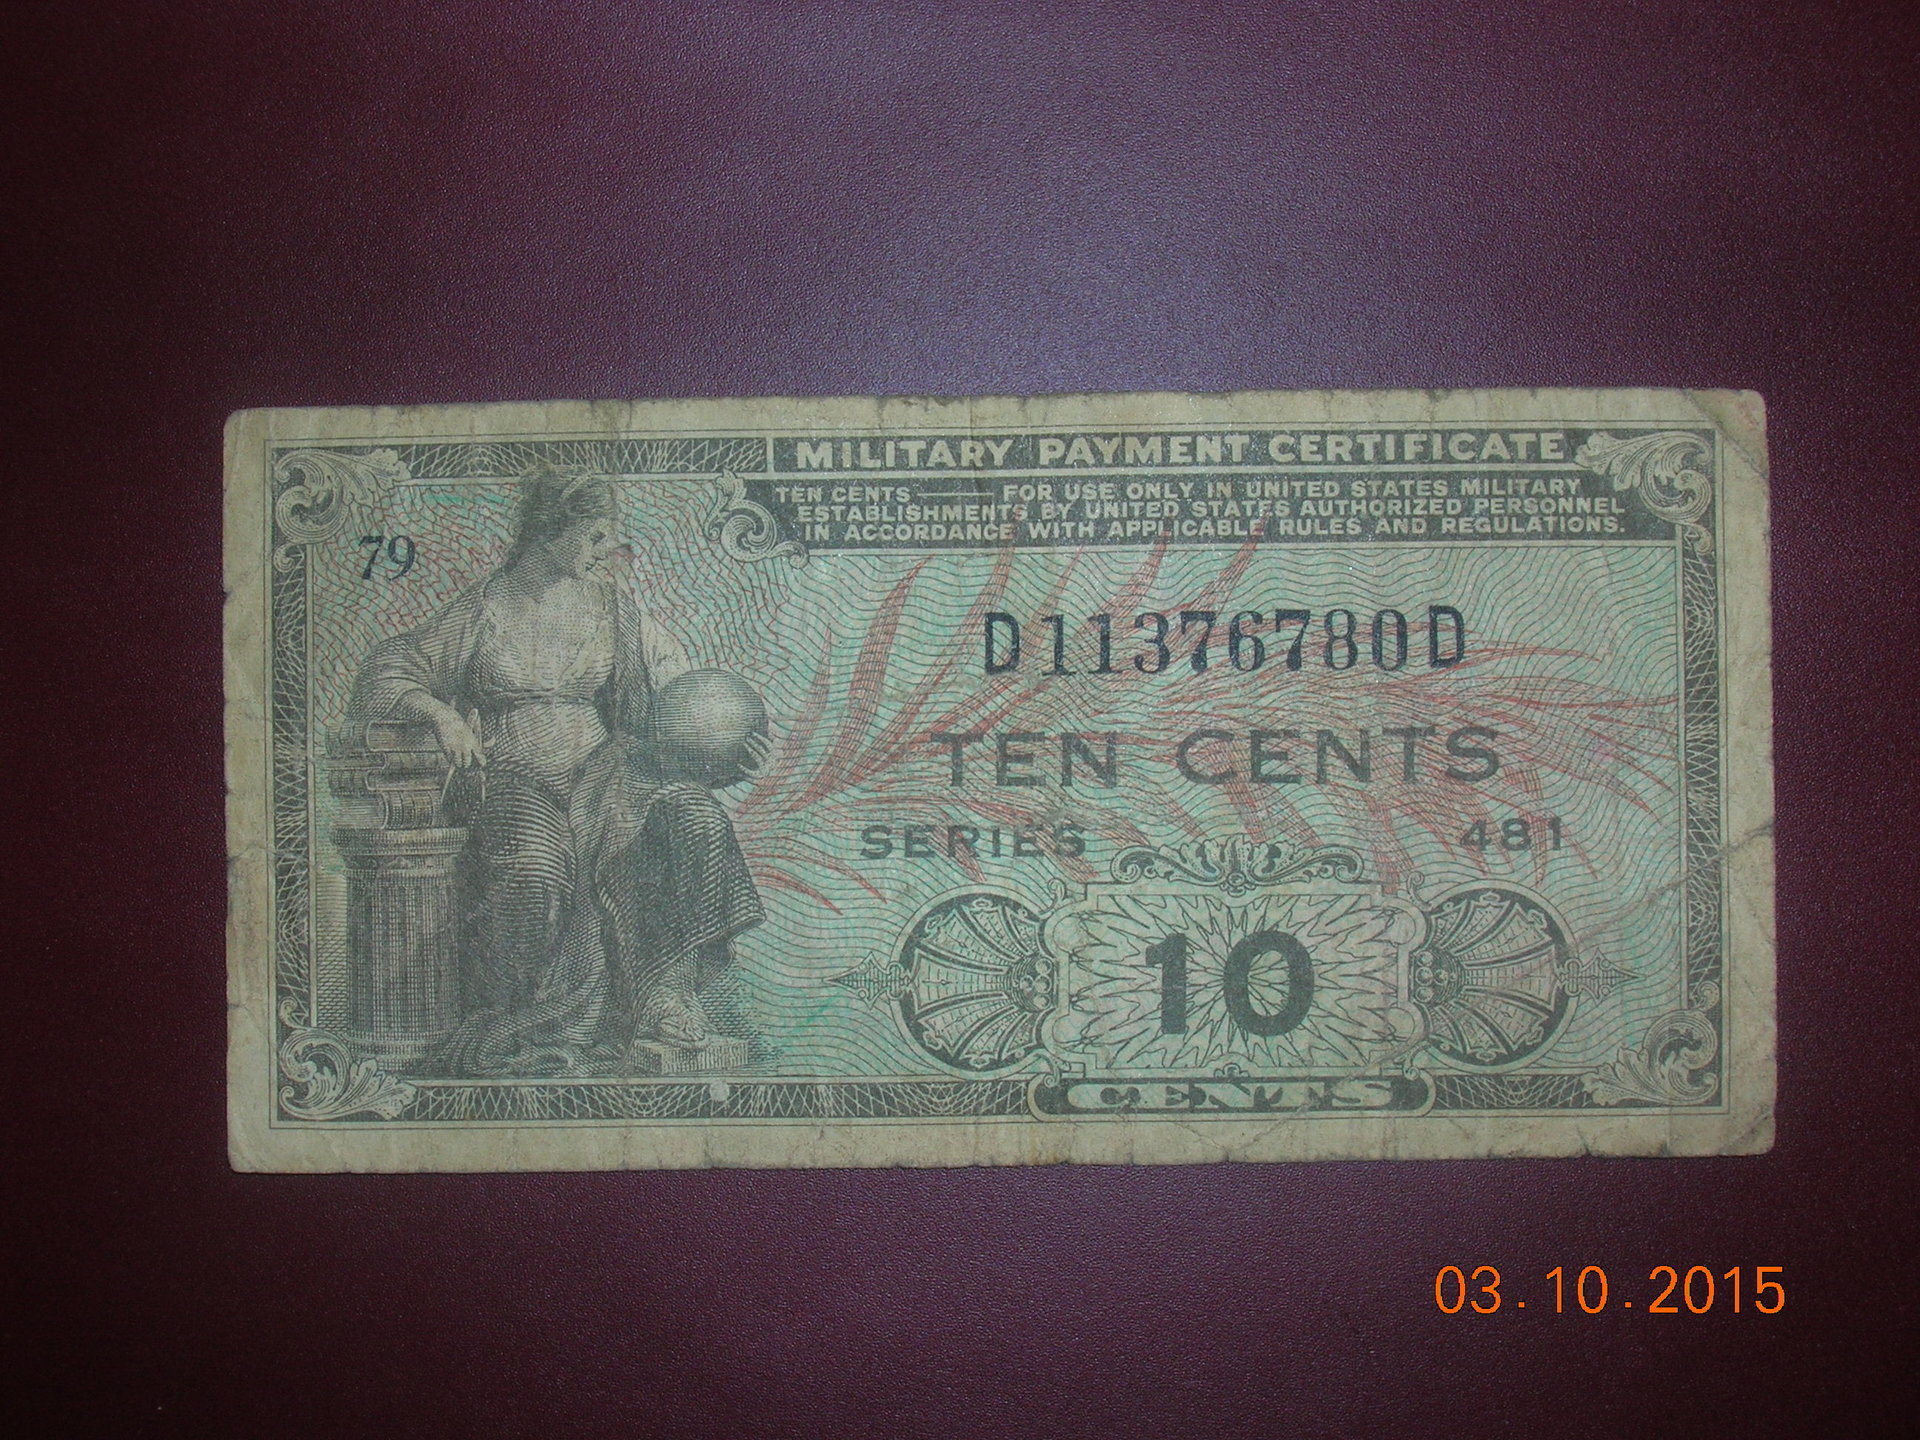 MILITARY PAYMENT CERTIFICATE
TEN CENTS —— FOR USE ONLY IN UNITED STATES MILITARY
ESTABLISHMENTS BY UNITED STATES AUTHORIZED PERSONNEL
IN ACCORDANCE WITH APPLICABLE RULES AND REGULATIONS.
79
D11376780D
TEN CENTS
SERIES 481
10
CENTS
03.10.2015